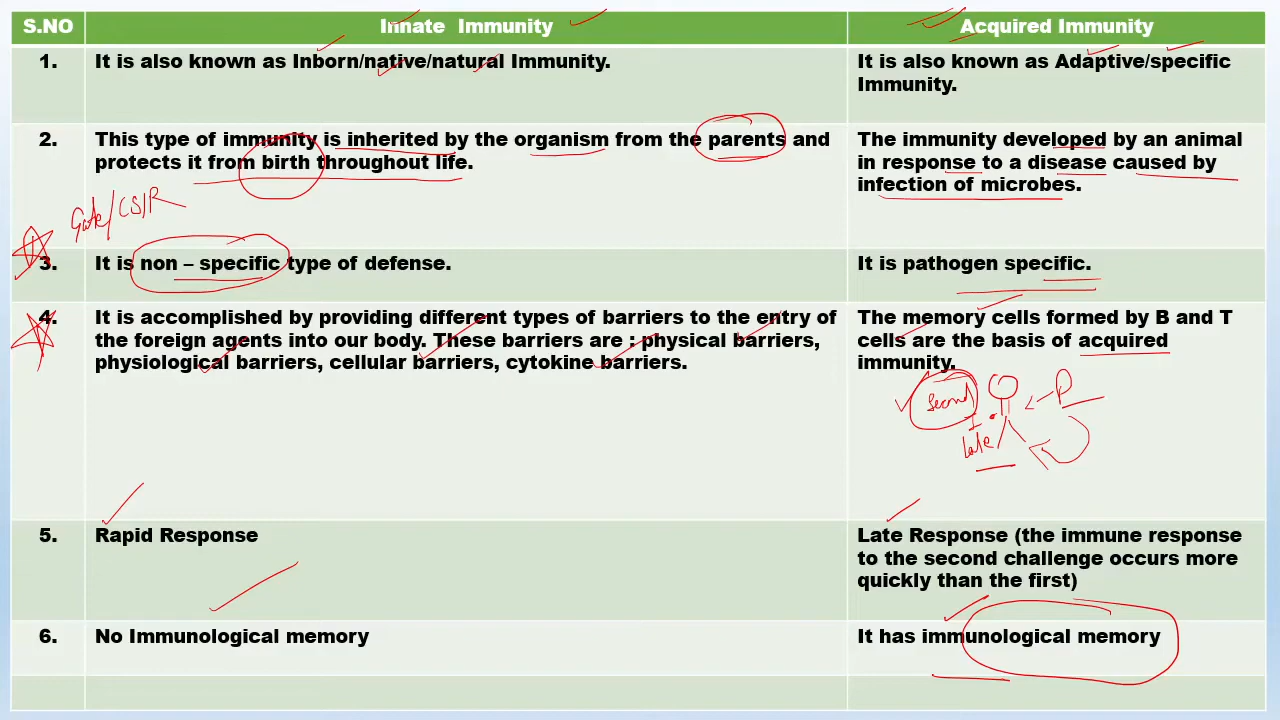 S.NO Innate Immunity Acquired Immunity
1. It is also known as Inborn/native/natural Immunity.
It is also known as Adaptive/specific
Immunity.
2. This type of immunity is inherited by the organism from the parents and
protects it from birth throughout life.
The immunity developed by an animal
in response to a disease caused by
infection of microbes.
Gate/CSIR
3. It is non – specific type of defense.
It is pathogen specific.
4. It is accomplished by providing different types of barriers to the entry of
the foreign agents into our body. These barriers are : physical barriers,
physiological barriers, cellular barriers, cytokine barriers.
The memory cells formed by B and T
cells are the basis of acquired
immunity.
Second
P
I
Late
5. Rapid Response
Late Response (the immune response
to the second challenge occurs more
quickly than the first)
6. No Immunological memory
It has immunological memory